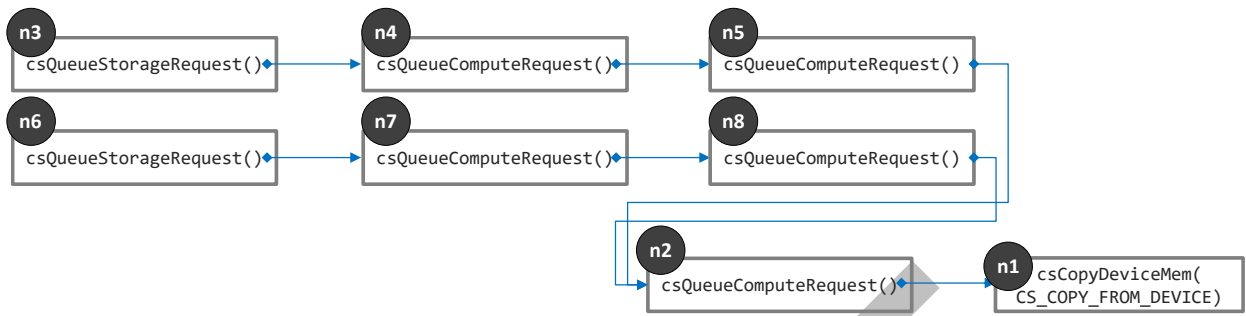 n3
csQueueStorageRequest()
n4
csQueueComputeRequest()
n5
csQueueComputeRequest()
n6
csQueueStorageRequest()
n7
csQueueComputeRequest()
n8
csQueueComputeRequest()
n2
csQueueComputeRequest()
n1
csCopyDeviceMem(
CS_COPY_FROM_DEVICE)